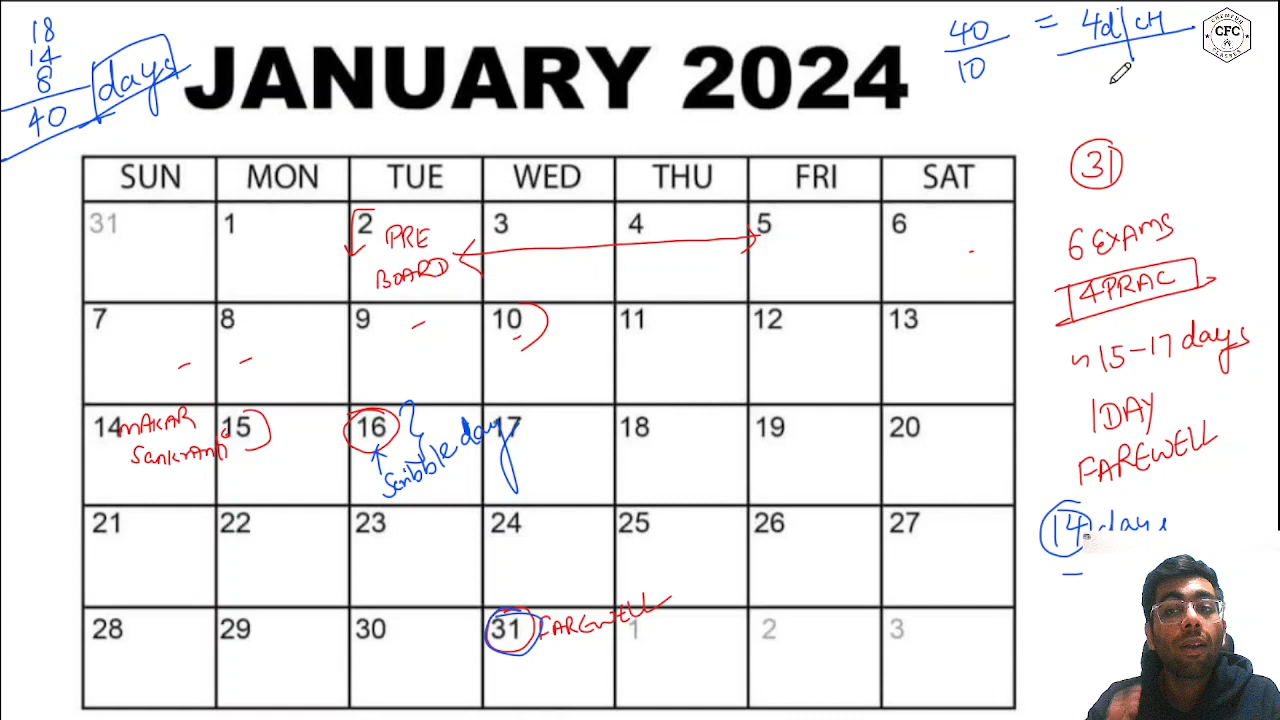 18
14
8
40 days
JANUARY 2024
40
10
= 4d/CH
CFC
SUN MON TUE WED THU FRI SAT
31 1 2 3 4 5 6
PRE
BOARD
7 8 9 10 11 12 13
14 15 16 17 18 19 20
MAKAR
Sankranti
Scribble day
21 22 23 24 25 26 27
28 29 30 31 1 2 3
FAREWELL
31
6 EXAMS
4 PRAC
15-17 days
1 DAY
FAREWELL
14 days